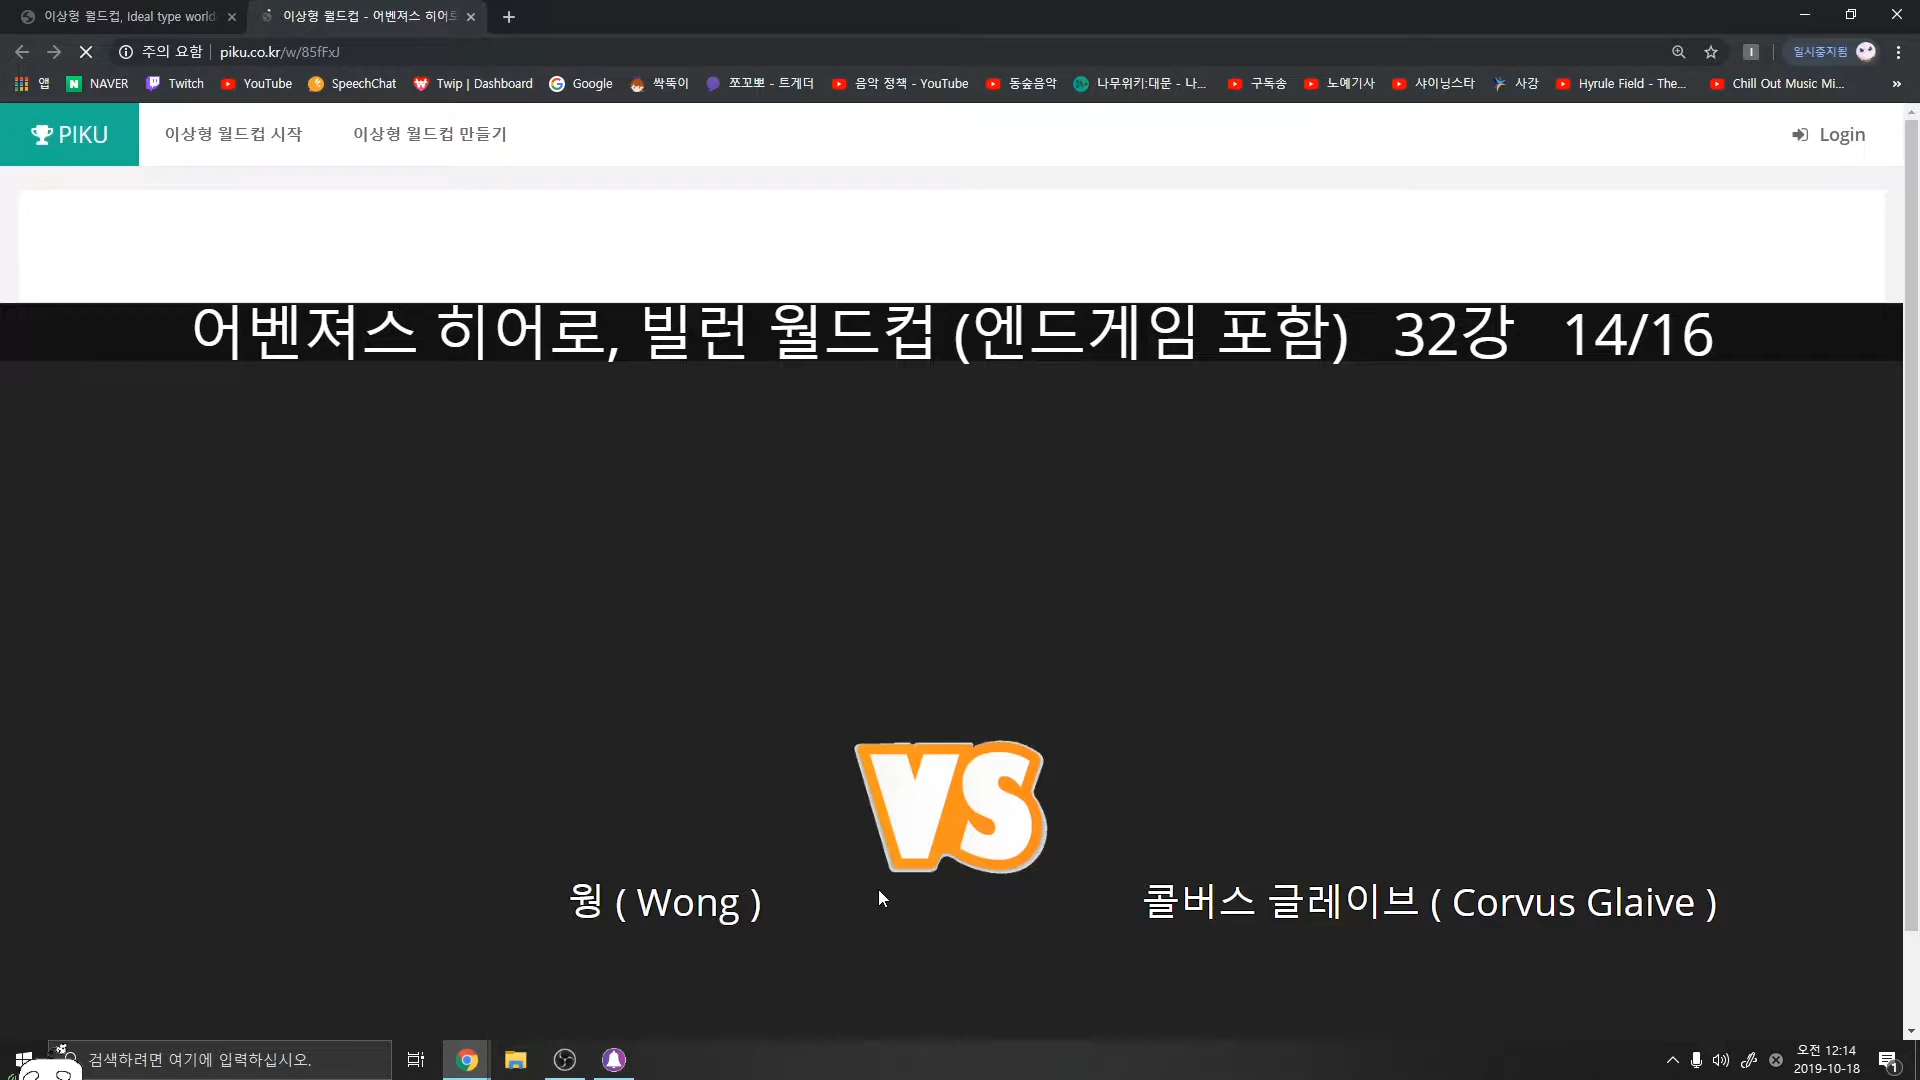 이상형 월드컵, Ideal type world
이상형 월드컵 - 어벤져스 히어로
주의 요함 piku.co.kr/w/85fFxJ
일시중지됨
앱 NAVER Twitch YouTube SpeechChat Twip | Dashboard Google 싹뚝이 쪼꼬뽀 - 트게더 음악 정책 - YouTube 동숲음악 나무위키:대문 - 나... 구독송 노예기사 샤이닝스타 사강 Hyrule Field - The... Chill Out Music Mi... »
PIKU 이상형 월드컵 시작 이상형 월드컵 만들기 Login
어벤져스 히어로, 빌런 월드컵 (엔드게임 포함) 32강 14/16
VS
웡 ( Wong ) 콜버스 글레이브 ( Corvus Glaive )
검색하려면 여기에 입력하십시오.
오전 12:14
2019-10-18
1